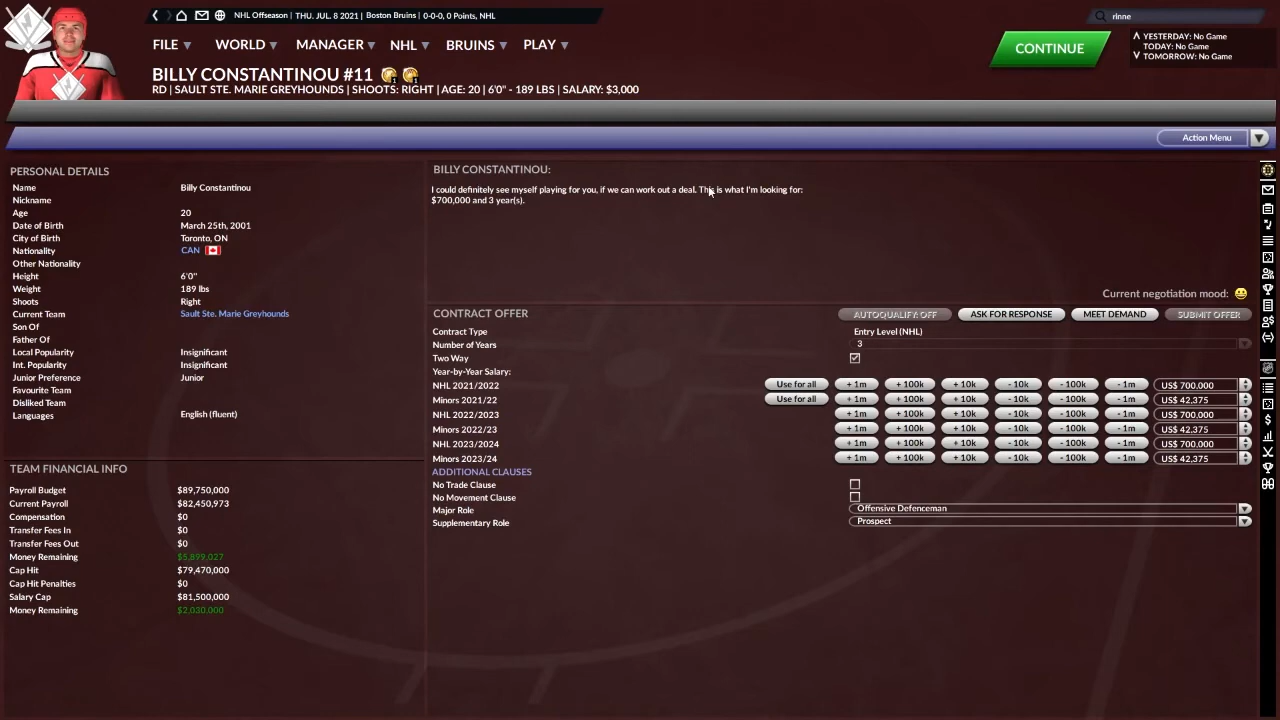 NHL Offseason | THU. JUL. 8 2021 | Boston Bruins | 0-0-0, 0 Points, NHL
rinne
FILE WORLD MANAGER NHL BRUINS PLAY
CONTINUE
YESTERDAY: No Game
TODAY: No Game
TOMORROW: No Game
BILLY CONSTANTINOU #11
RD | SAULT STE. MARIE GREYHOUNDS | SHOOTS: RIGHT | AGE: 20 | 6'0" - 189 LBS | SALARY: $3,000
Action Menu
PERSONAL DETAILS
Name Billy Constantinou
Nickname
Age 20
Date of Birth March 25th, 2001
City of Birth Toronto, ON
Nationality CAN
Other Nationality
Height 6'0"
Weight 189 lbs
Shoots Right
Current Team Sault Ste. Marie Greyhounds
Son Of
Father Of
Local Popularity Insignificant
Int. Popularity Insignificant
Junior Preference Junior
Favourite Team
Disliked Team
Languages English (fluent)
TEAM FINANCIAL INFO
Payroll Budget $89,750,000
Current Payroll $82,450,973
Compensation $0
Transfer Fees In $0
Transfer Fees Out $0
Money Remaining $5,899,027
Cap Hit $79,470,000
Cap Hit Penalties $0
Salary Cap $81,500,000
Money Remaining $2,030,000
BILLY CONSTANTINOU:
I could definitely see myself playing for you, if we can work out a deal. This is what I'm looking for:
$700,000 and 3 year(s).
Current negotiation mood:
CONTRACT OFFER AUTOQUALIFY: OFF ASK FOR RESPONSE MEET DEMAND SUBMIT OFFER
Contract Type Entry Level (NHL)
Number of Years 3
Two Way
Year-by-Year Salary:
NHL 2021/2022 Use for all + 1m + 100k + 10k - 10k - 100k - 1m US$ 700,000
Minors 2021/22 Use for all + 1m + 100k + 10k - 10k - 100k - 1m US$ 42,375
NHL 2022/2023 + 1m + 100k + 10k - 10k - 100k - 1m US$ 700,000
Minors 2022/23 + 1m + 100k + 10k - 10k - 100k - 1m US$ 42,375
NHL 2023/2024 + 1m + 100k + 10k - 10k - 100k - 1m US$ 700,000
Minors 2023/24 + 1m + 100k + 10k - 10k - 100k - 1m US$ 42,375
ADDITIONAL CLAUSES
No Trade Clause
No Movement Clause
Major Role Offensive Defenceman
Supplementary Role Prospect